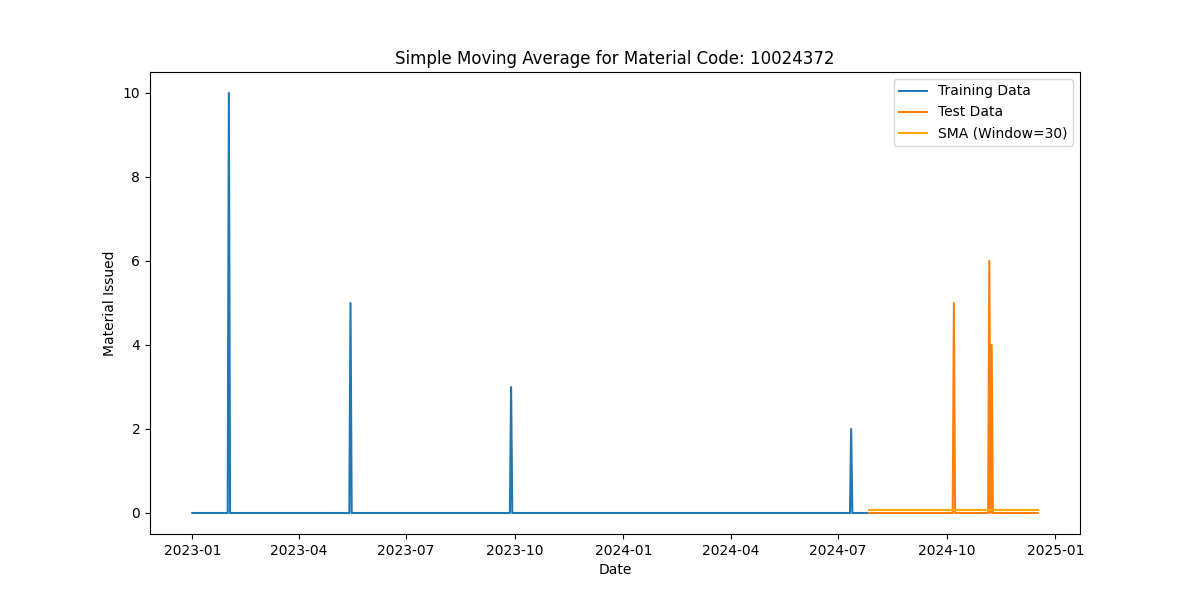 Simple Moving Average for Material Code: 10024372
Training Data
Test Data
SMA (Window=30)
Material Issued
10
8
6
4
2
0
2023-01 2023-04 2023-07 2023-10 2024-01 2024-04 2024-07 2024-10 2025-01
Date